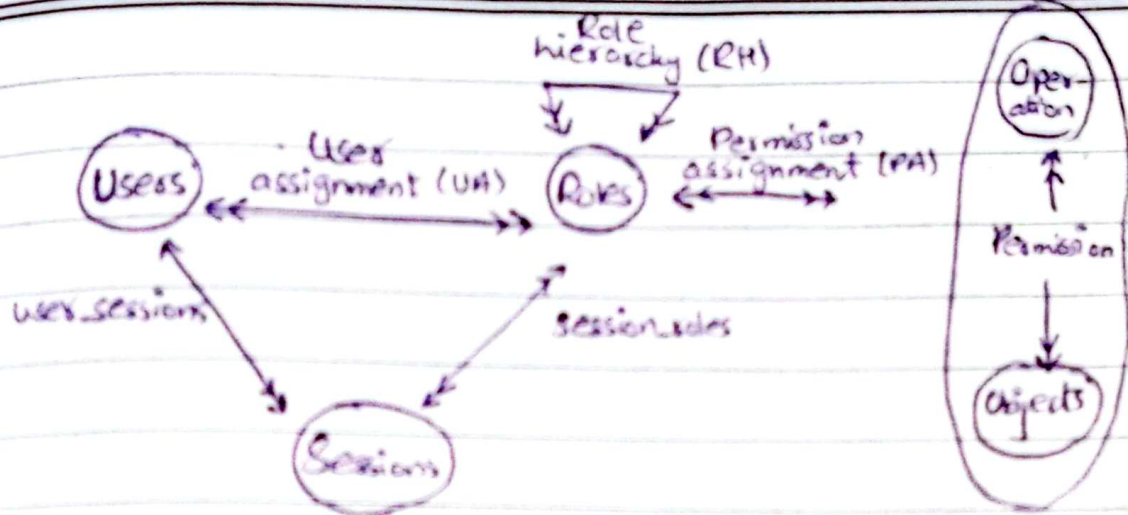 Role
hierarchy (RH)
Oper-
ation
User
assignment (UA)
Permission
assignment (PA)
Users
Roles
Permission
user_sessions
session_roles
Objects
Sessions